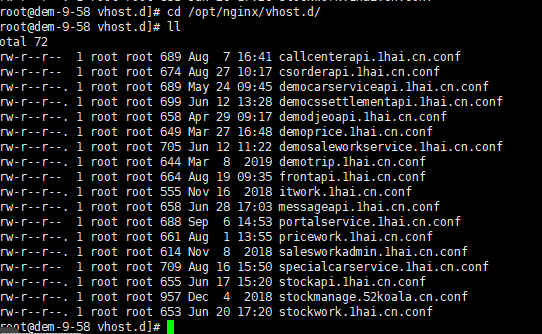 root@dem-9-58 vhost.d]# cd /opt/nginx/vhost.d/
root@dem-9-58 vhost.d]# ll
otal 72
rw-r--r--  1 root root 689 Aug  7 16:41 callcenterapi.1hai.cn.conf
rw-r--r--  1 root root 674 Aug 27 10:17 csorderapi.1hai.cn.conf
rw-r--r--. 1 root root 689 May 24 09:45 democarserviceapi.1hai.cn.conf
rw-r--r--. 1 root root 699 Jun 12 13:28 democssettlementapi.1hai.cn.conf
rw-r--r--. 1 root root 658 Apr 29 09:17 demodjeoapi.1hai.cn.conf
rw-r--r--. 1 root root 649 Mar 27 16:48 demoprice.1hai.cn.conf
rw-r--r--. 1 root root 705 Jun 12 11:22 demosaleworkservice.1hai.cn.conf
rw-r--r--. 1 root root 644 Mar  8  2019 demotrip.1hai.cn.conf
rw-r--r--  1 root root 664 Aug 19 09:35 frontapi.1hai.cn.conf
rw-r--r--. 1 root root 555 Nov 16  2018 itwork.1hai.cn.conf
rw-r--r--. 1 root root 658 Jun 28 17:03 messageapi.1hai.cn.conf
rw-r--r--  1 root root 688 Sep  6 14:53 portalservice.1hai.cn.conf
rw-r--r--. 1 root root 661 Aug  1 13:55 pricework.1hai.cn.conf
rw-r--r--. 1 root root 614 Nov  8  2018 salesworkadmin.1hai.cn.conf
rw-r--r--  1 root root 709 Aug 16 15:50 specialcarservice.1hai.cn.conf
rw-r--r--. 1 root root 655 Jun 17 15:20 stockapi.1hai.cn.conf
rw-r--r--. 1 root root 957 Dec  4  2018 stockmanage.52koala.cn.conf
rw-r--r--. 1 root root 653 Jun 20 17:20 stockwork.1hai.cn.conf
root@dem-9-58 vhost.d]#